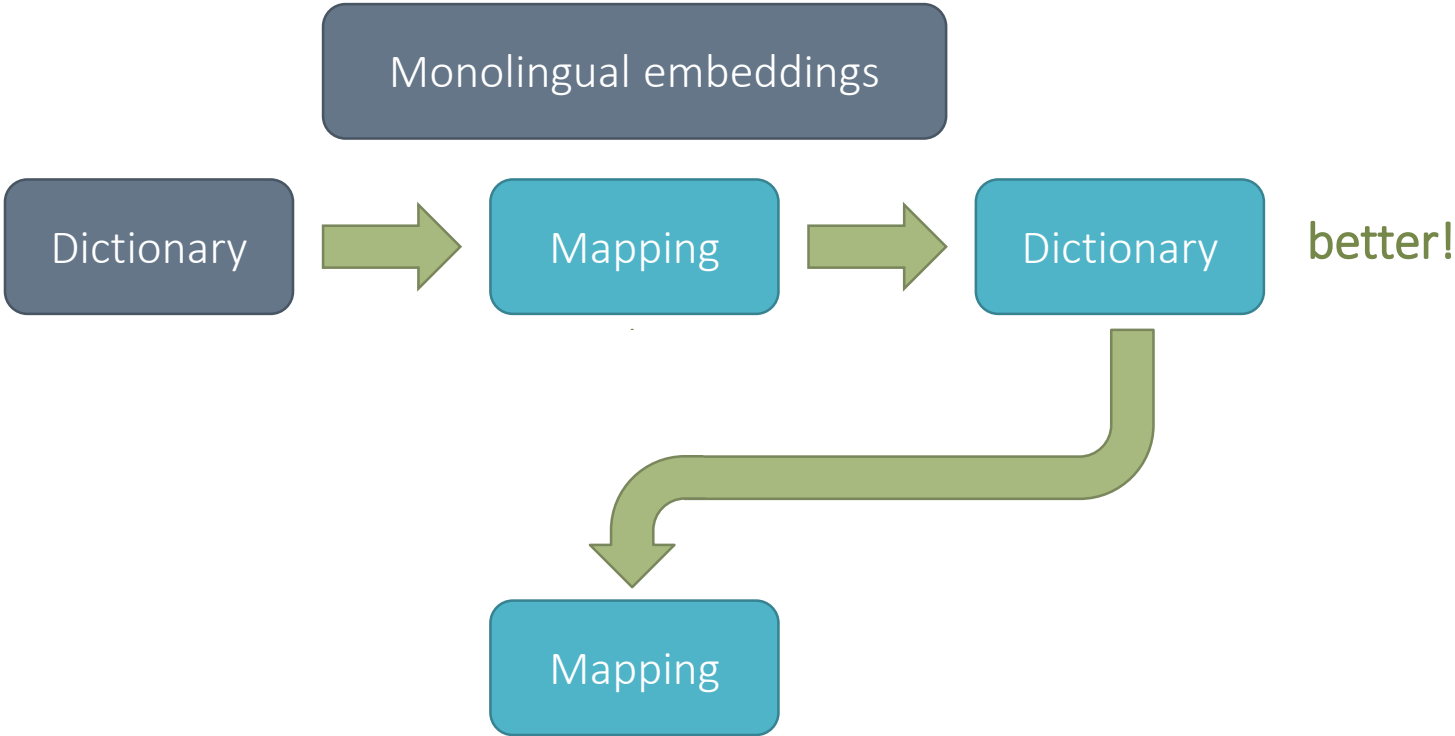 Monolingual embeddings
Dictionary
Mapping
Dictionary
better!
Mapping